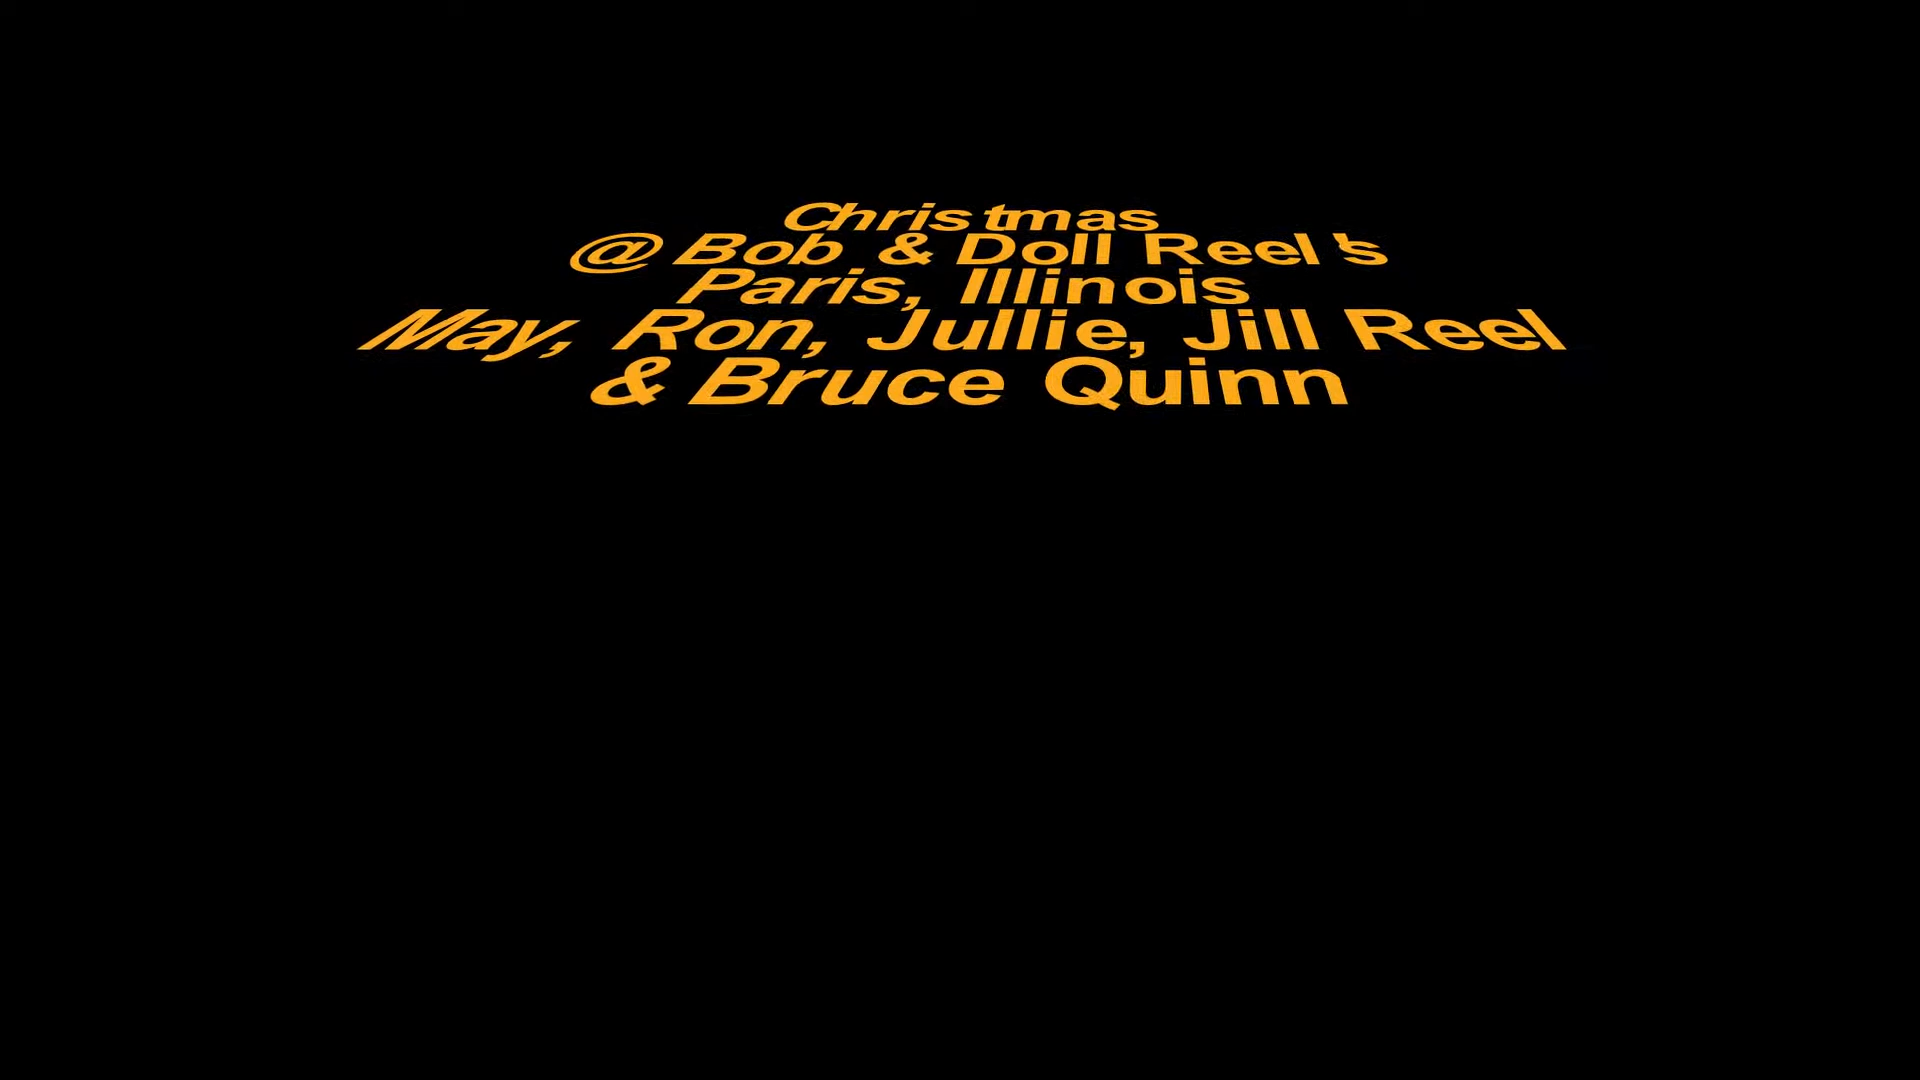 Christmas
@ Bob & Doll Reel's
Paris, Illinois
May, Ron, Jullie, Jill Reel
& Bruce Quinn